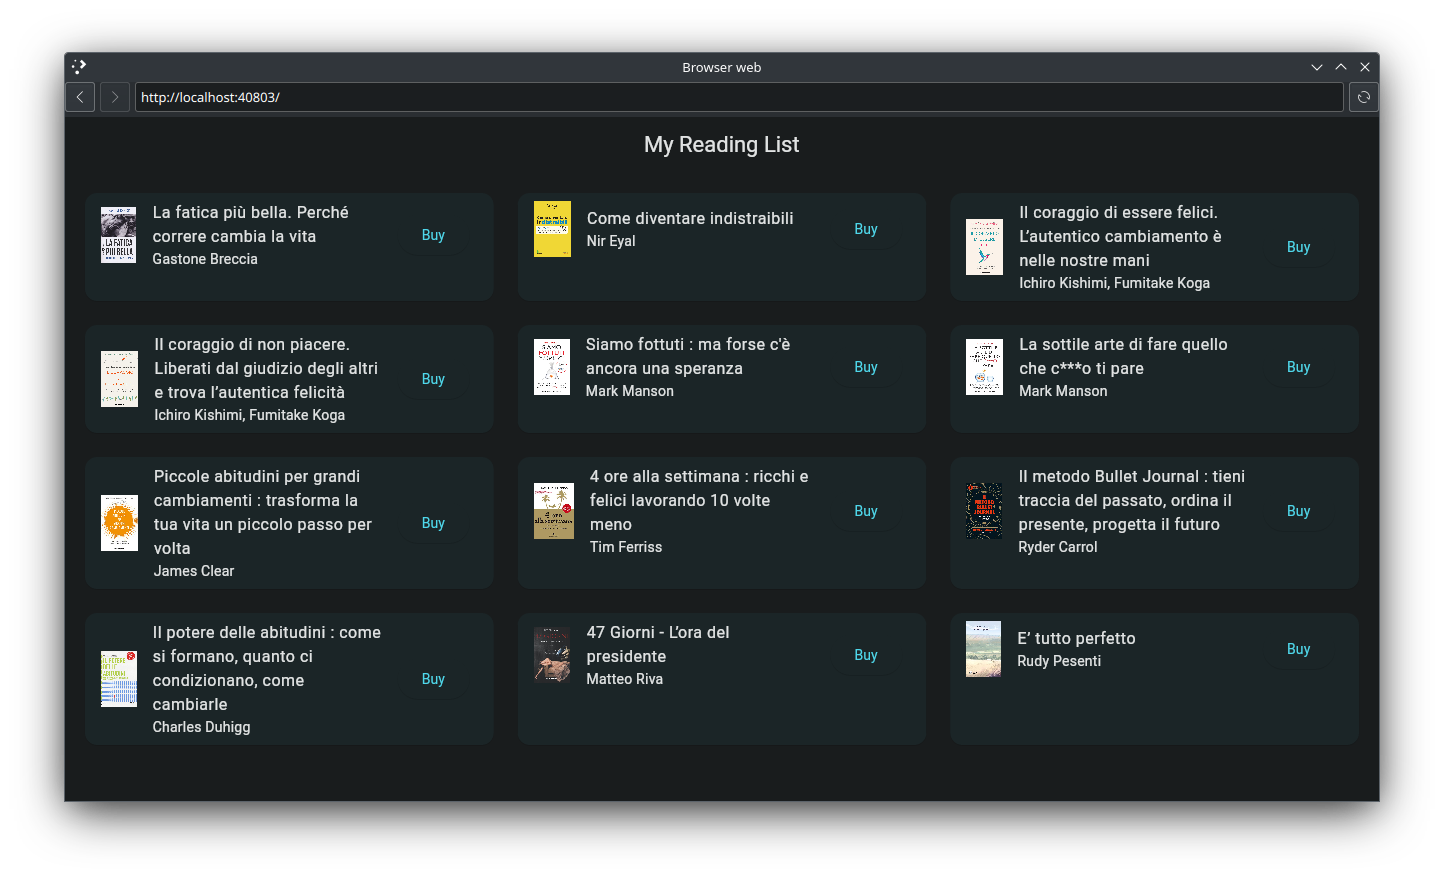 Browser web
http://localhost:40803/
My Reading List
La fatica più bella. Perché
correre cambia la vita
Gastone Breccia
Buy
Come diventare indistraibili
Nir Eyal
Buy
Il coraggio di essere felici.
L’autentico cambiamento è
nelle nostre mani
Ichiro Kishimi, Fumitake Koga
Buy
Il coraggio di non piacere.
Liberati dal giudizio degli altri
e trova l’autentica felicità
Ichiro Kishimi, Fumitake Koga
Buy
Siamo fottuti : ma forse c'è
ancora una speranza
Mark Manson
Buy
La sottile arte di fare quello
che c***o ti pare
Mark Manson
Buy
Piccole abitudini per grandi
cambiamenti : trasforma la
tua vita un piccolo passo per
volta
James Clear
Buy
4 ore alla settimana : ricchi e
felici lavorando 10 volte
meno
Tim Ferriss
Buy
Il metodo Bullet Journal : tieni
traccia del passato, ordina il
presente, progetta il futuro
Ryder Carrol
Buy
Il potere delle abitudini : come
si formano, quanto ci
condizionano, come
cambiarle
Charles Duhigg
Buy
47 Giorni - L’ora del
presidente
Matteo Riva
Buy
E’ tutto perfetto
Rudy Pesenti
Buy